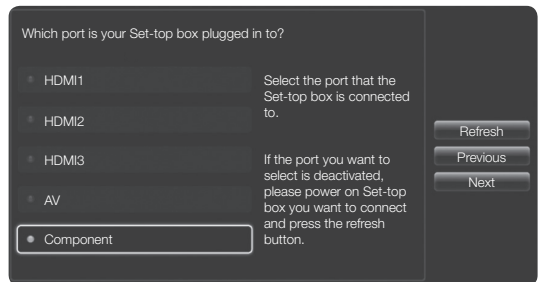 Which port is your Set-top box plugged in to?
HDMI1
HDMI2
HDMI3
AV
Component
Select the port that the
Set-top box is connected
to.
If the port you want to
select is deactivated,
please power on Set-top
box you want to connect
and press the refresh
button.
Refresh
Previous
Next